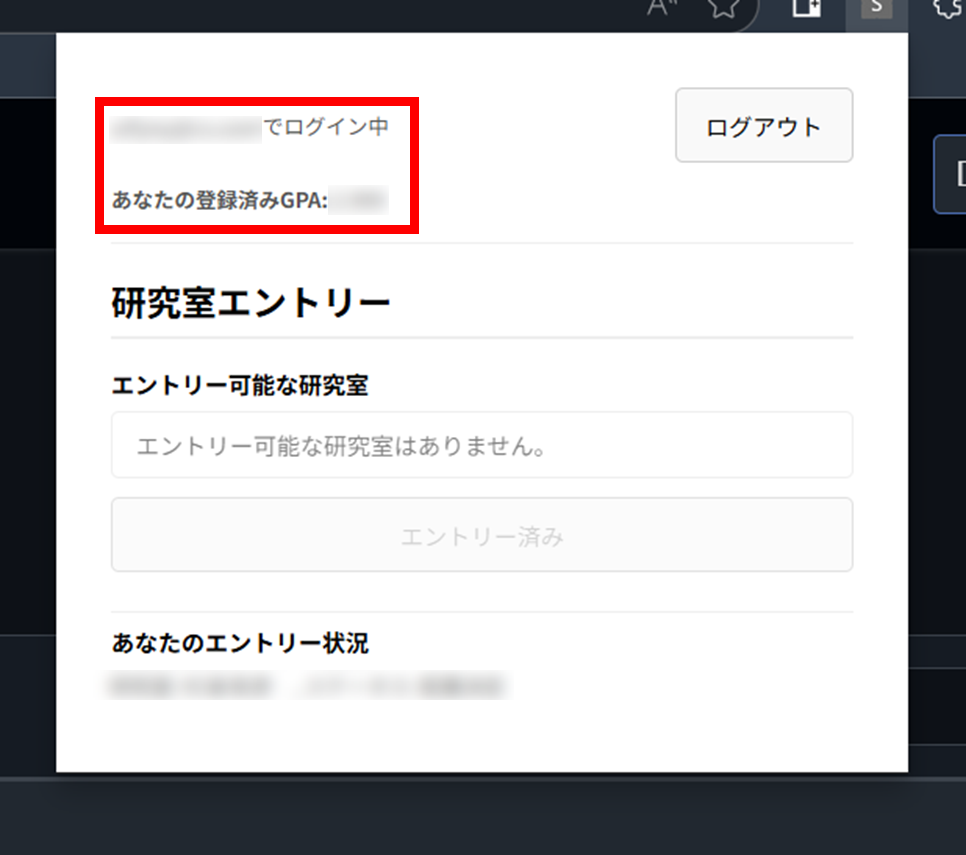 S
でログイン中
ログアウト
あなたの登録済みGPA:
研究室エントリー
エントリー可能な研究室
エントリー可能な研究室はありません。
エントリー済み
あなたのエントリー状況